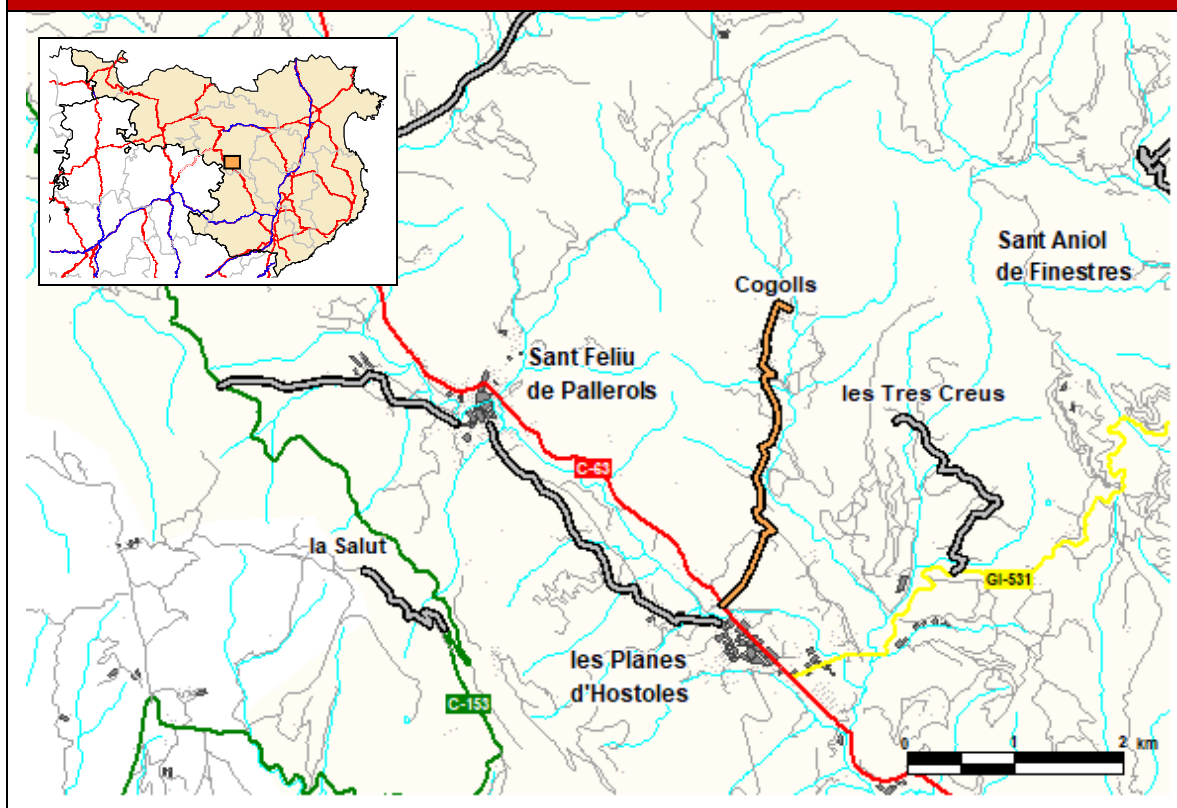 Cogolls
Sant Aniol
de Finestres
Sant Feliu
de Pallerols
les Tres Creus
C-63
la Salut
GI-531
les Planes
d'Hostoles
C-153
0 1 2 km